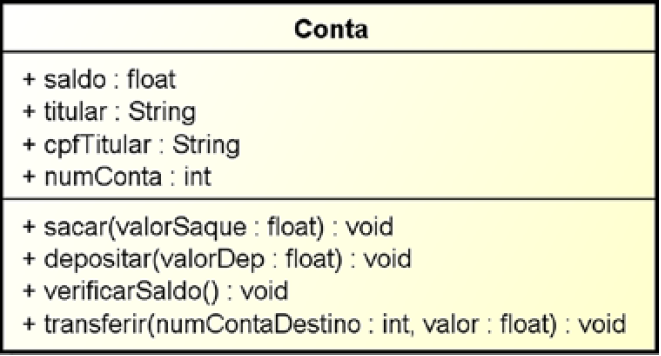 Conta
+ saldo : float
+ titular : String
+ cpfTitular : String
+ numConta : int
+ sacar(valorSaque : float) : void
+ depositar(valorDep : float) : void
+ verificarSaldo() : void
+ transferir(numContaDestino : int, valor : float) : void